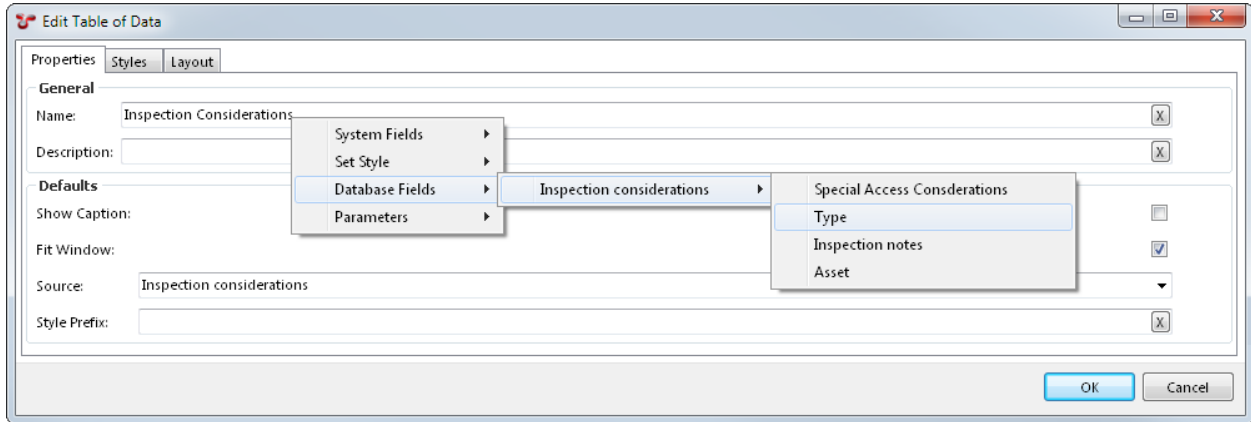 Edit Table of Data
Properties Styles Layout
General
Name: Inspection Considerations
X
Description:
X
System Fields
Set Style
Database Fields
Parameters
Inspection considerations
Special Access Consderations
Type
Inspection notes
Asset
Defaults
Show Caption:
Fit Window:
Source: Inspection considerations
Style Prefix:
X
OK Cancel